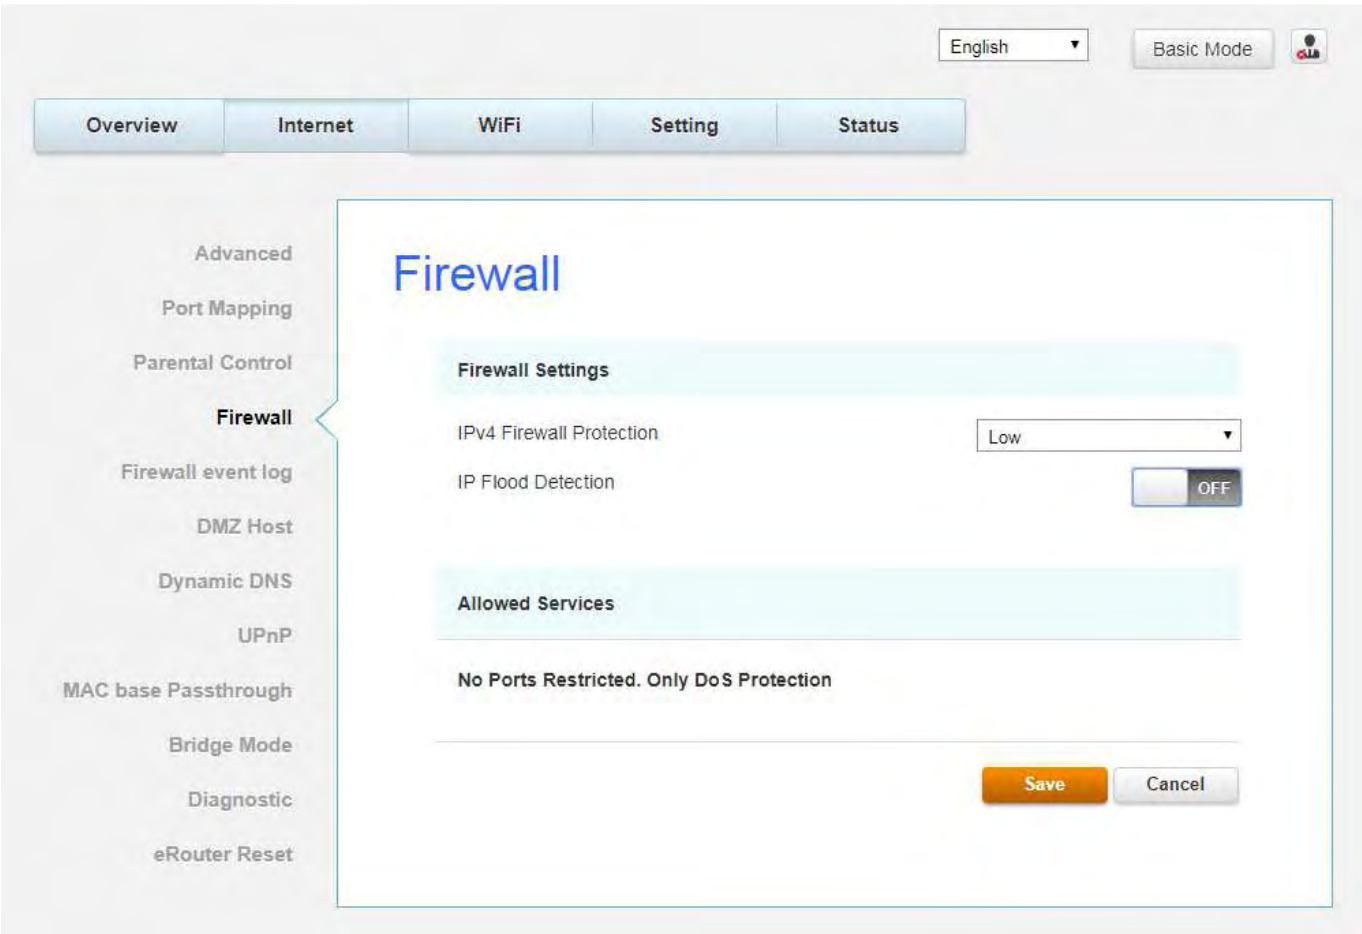 English
Basic Mode
Overview
Internet
WiFi
Setting
Status
Advanced
Port Mapping
Parental Control
Firewall
Firewall event log
DMZ Host
Dynamic DNS
UPnP
MAC base Passthrough
Bridge Mode
Diagnostic
eRouter Reset
Firewall
Firewall Settings
IPv4 Firewall Protection
Low
IP Flood Detection
OFF
Allowed Services
No Ports Restricted. Only DoS Protection
Save
Cancel